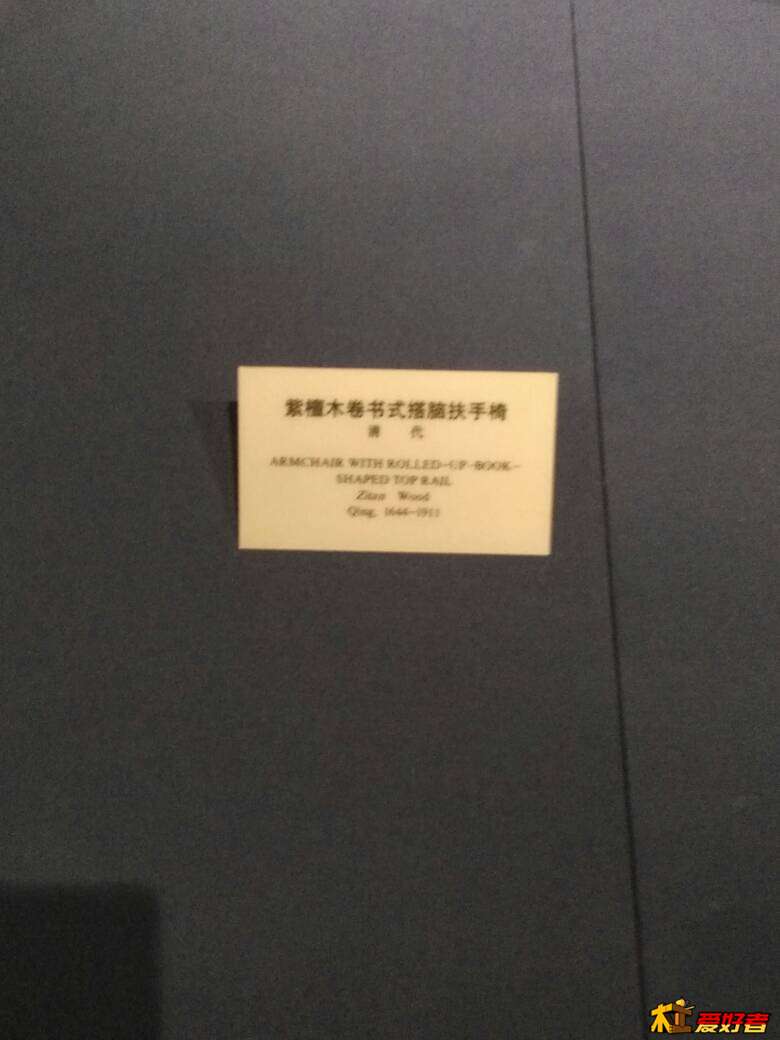 紫檀木卷书式搭脑扶手椅
清 代
ARMCHAIR WITH ROLLED-UP-BOOK-
SHAPED TOP RAIL
Zitan Wood
Qing, 1644-1911
木工爱好者